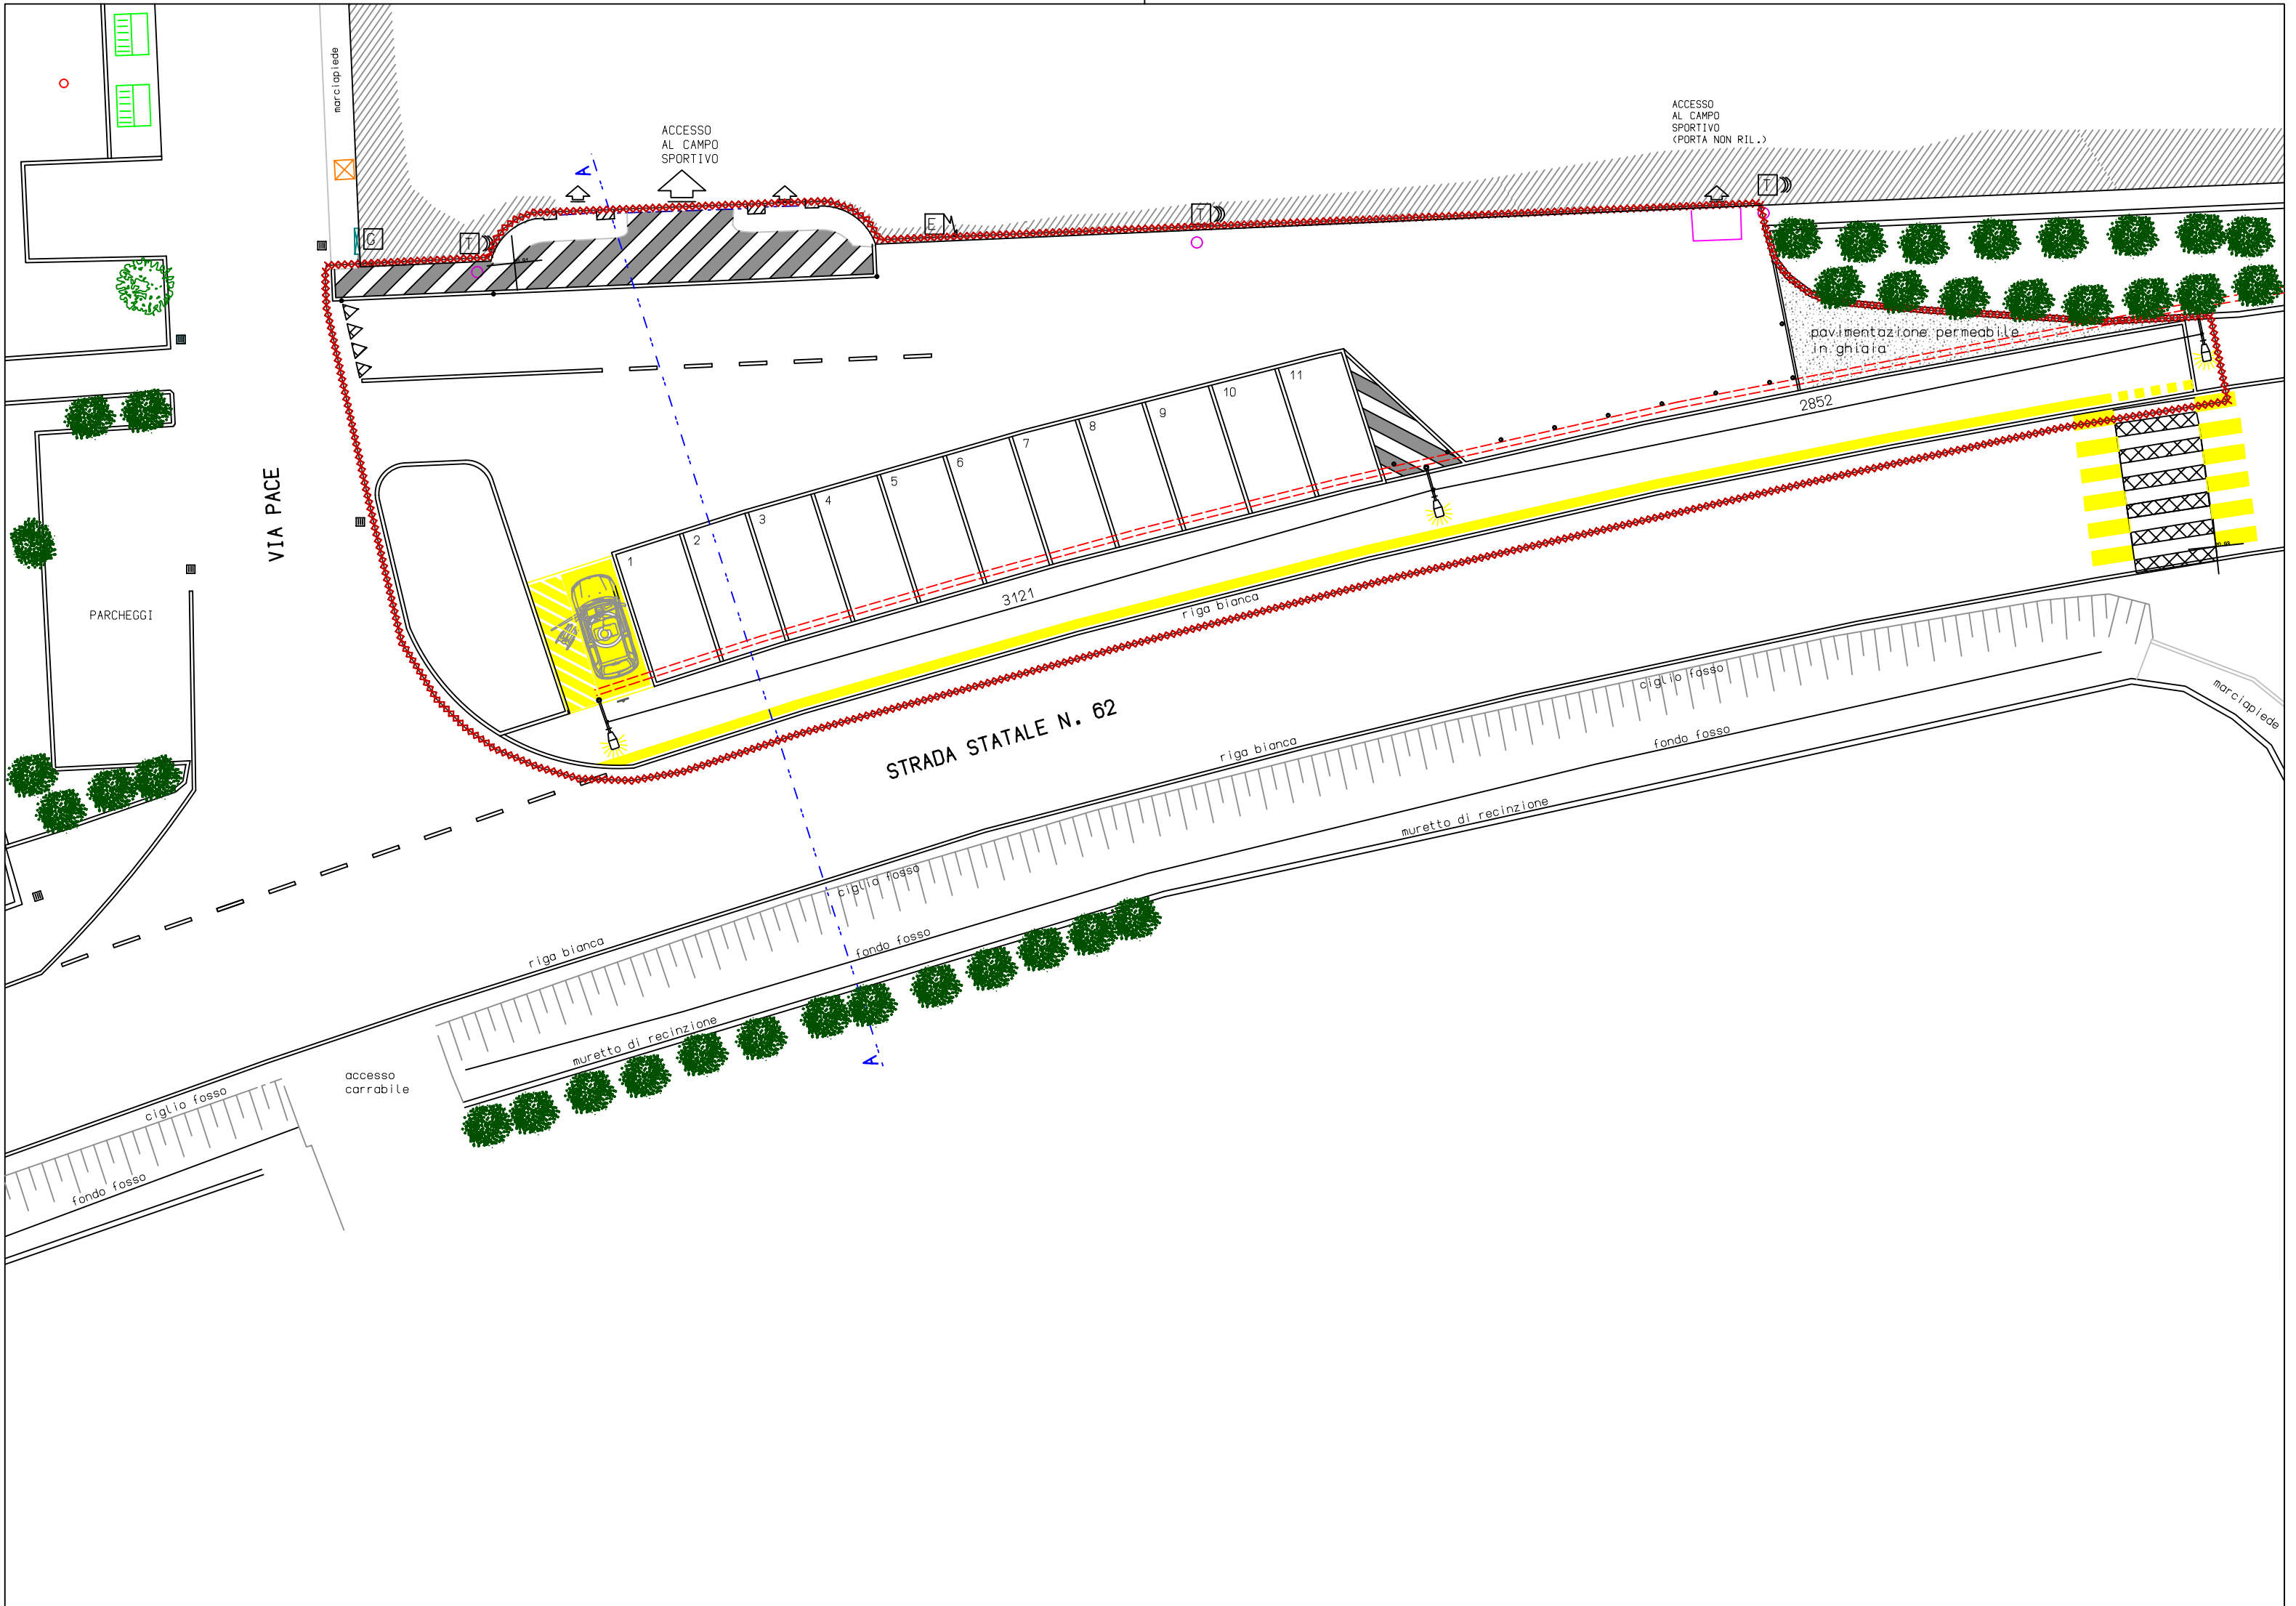 marciapiede
ACCESSO
AL CAMPO
SPORTIVO
ACCESSO
AL CAMPO
SPORTIVO
(PORTA NON RIL.)
A
G
T
E
T
T
pavimentazione permeabile
in ghiaia
VIA PACE
PARCHEGGI
1
2
3
4
5
6
7
8
9
10
11
2852
3121
riga bianca
STRADA STATALE N. 62
ciglio fosso
marciapiede
riga bianca
fondo fosso
muretto di recinzione
ciglio fosso
riga bianca
fondo fosso
muretto di recinzione
A
accesso
carrabile
ciglio fosso
fondo fosso